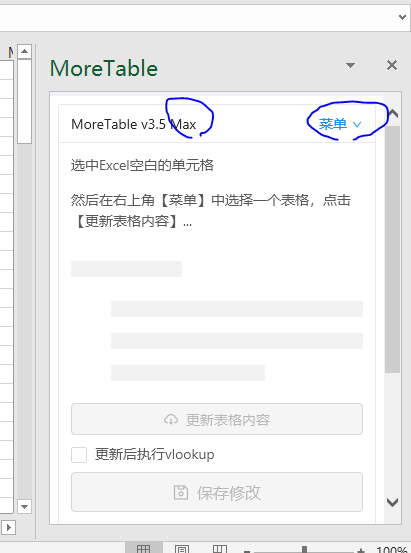 MoreTable
MoreTable v3.5 Max
菜单
选中Excel空白的单元格
然后在右上角【菜单】中选择一个表格，点击
【更新表格内容】...
更新表格内容
更新后执行vlookup
保存修改
100%